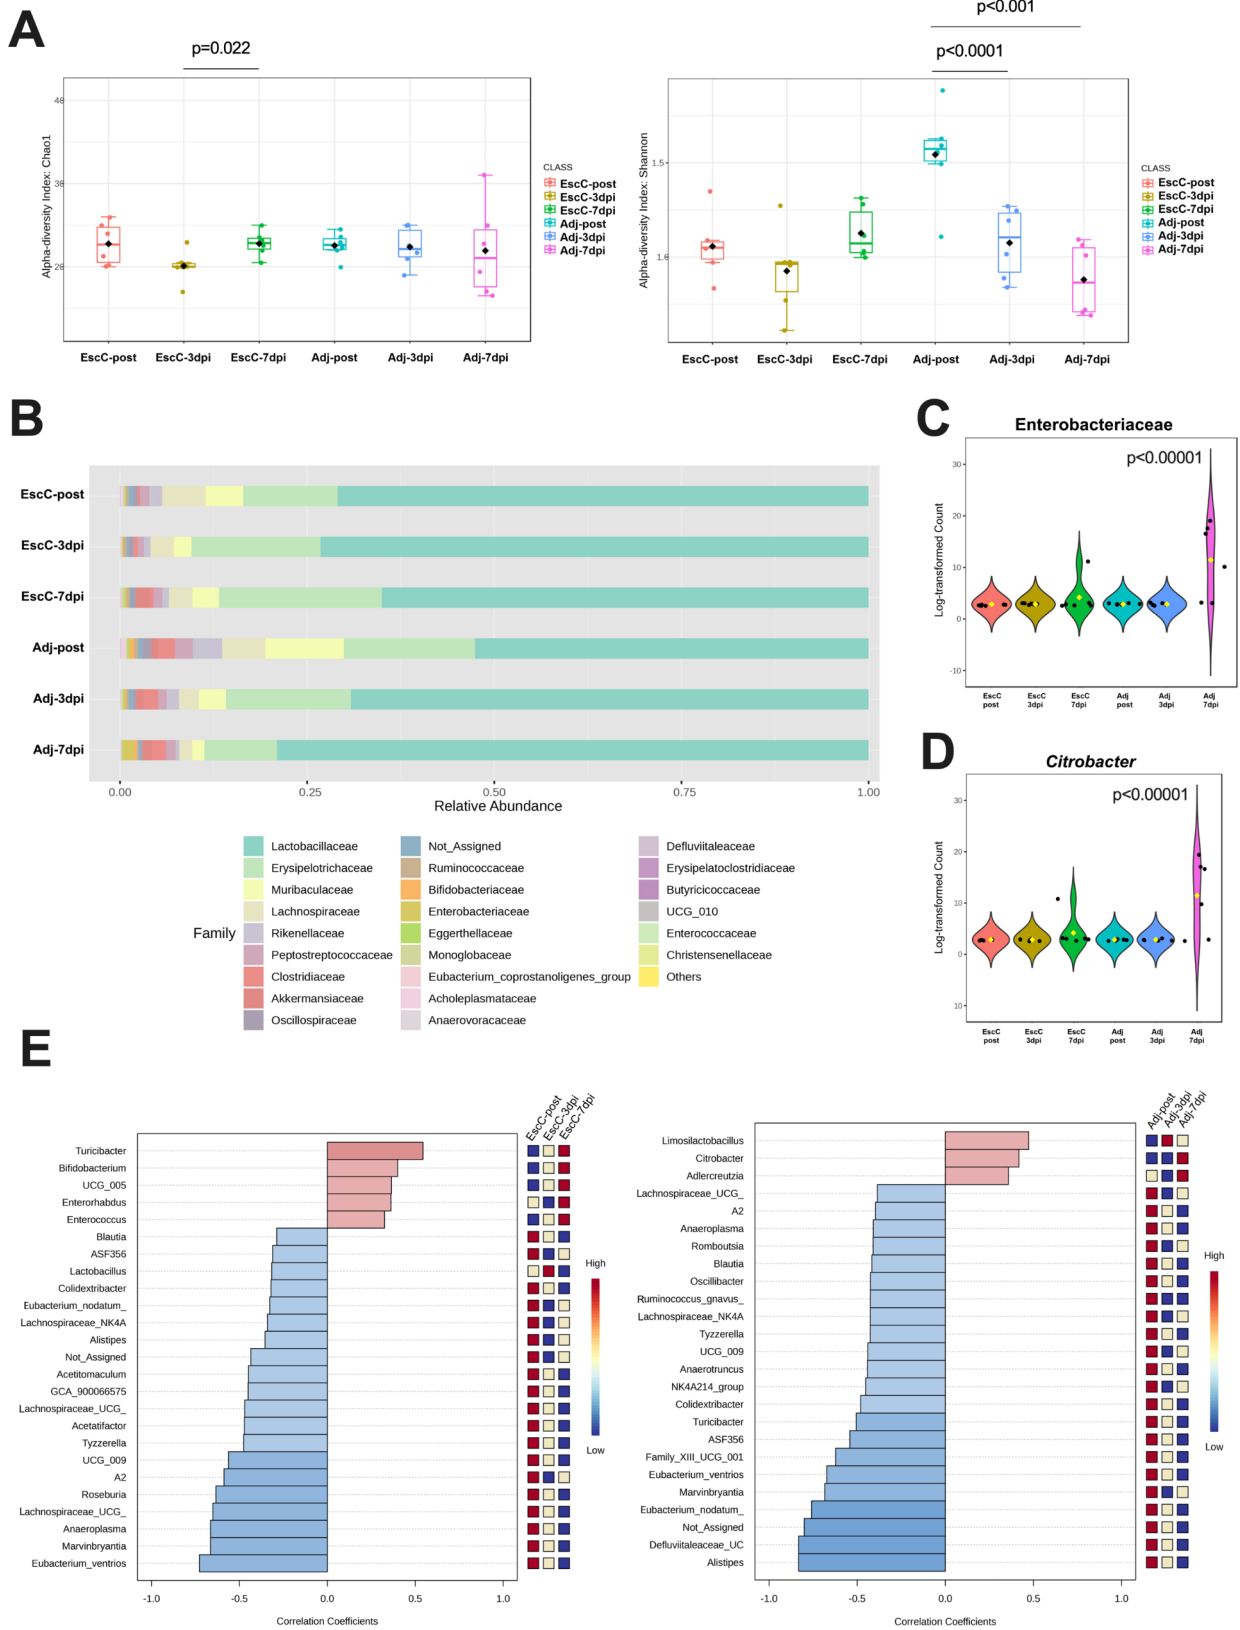 A
p=0.022
Alpha-diversity Index: Chao1
30
20
EscC-post
EscC-3dpi
EscC-7dpi
Adj-post
Adj-3dpi
Adj-7dpi
CLASS
EscC-post
EscC-3dpi
EscC-7dpi
Adj-post
Adj-3dpi
Adj-7dpi
p<0.001
p<0.0001
Alpha-diversity Index: Shannon
1.5
EscC-post
EscC-3dpi
EscC-7dpi
Adj-post
Adj-3dpi
Adj-7dpi
CLASS
EscC-post
EscC-3dpi
EscC-7dpi
Adj-post
Adj-3dpi
Adj-7dpi
B
EscC-post
EscC-3dpi
EscC-7dpi
Adj-post
Adj-3dpi
Adj-7dpi
0.00
0.25
0.50
0.75
1.00
Relative Abundance
Family
Lactobacillaceae
Erysipelotrichaceae
Muribaculaceae
Lachnospiraceae
Rikenellaceae
Peptostreptococcaceae
Clostridiaceae
Akkermansiaceae
Oscillospiraceae
Not_Assigned
Ruminococcaceae
Bifidobacteriaceae
Enterobacteriaceae
Eggerthellaceae
Monoglobaceae
Eubacterium_coprostanoligenes_group
Acholeplasmataceae
Anaerovoracaceae
Defluviitaleaceae
Erysipelatoclostridiaceae
Butyricicoccaceae
UCG_010
Enterococcaceae
Christensenellaceae
Others
C
Enterobacteriaceae
p<0.00001
Log-transformed Count
30
20
10
0
-10
EscC post
EscC 3dpi
EscC 7dpi
Adj post
Adj 3dpi
Adj 7dpi
D
Citrobacter
p<0.00001
Log-transformed Count
30
20
10
0
10
EscC post
EscC 3dpi
EscC 7dpi
Adj post
Adj 3dpi
Adj 7dpi
E
EscC-post
EscC-3dpi
EscC-7dpi
Turicibacter
Bifidobacterium
UCG_005
Enterorhabdus
Enterococcus
Blautia
ASF356
Lactobacillus
Colidextribacter
Eubacterium_nodatum_
Lachnospiraceae_NK4A
Alistipes
Not_Assigned
Acetitomaculum
GCA_900066575
Lachnospiraceae_UCG_
Acetatifactor
Tyzzerella
UCG_009
A2
Roseburia
Lachnospiraceae_UCG_
Anaeroplasma
Marvinbryantia
Eubacterium_ventrios
-1.0
-0.5
0.0
0.5
1.0
Correlation Coefficients
High
Low
Adj-post
Adj-3dpi
Adj-7dpi
Limosilactobacillus
Citrobacter
Adlercreutzia
Lachnospiraceae_UCG_
A2
Anaeroplasma
Romboutsia
Blautia
Oscillibacter
Ruminococcus_gnavus_
Lachnospiraceae_NK4A
Tyzzerella
UCG_009
Anaerotruncus
NK4A214_group
Colidextribacter
Turicibacter
ASF356
Family_XIII_UCG_001
Eubacterium_ventrios
Marvinbryantia
Eubacterium_nodatum_
Not_Assigned
Defluviitaleaceae_UC
Alistipes
-1.0
-0.5
0.0
0.5
1.0
Correlation Coefficients
High
Low